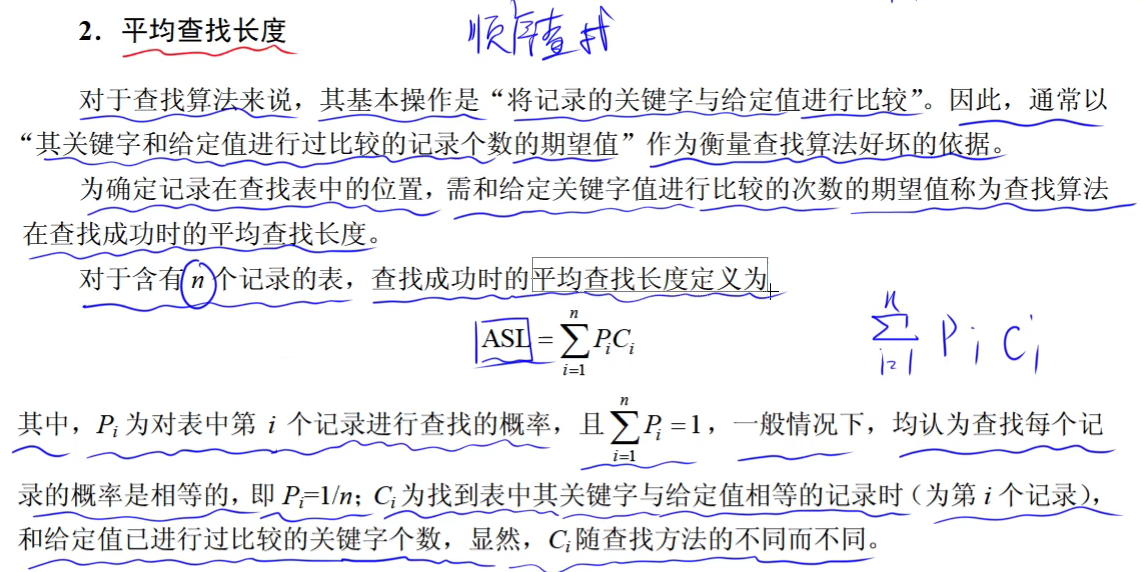 2．平均查找长度
顺序查找
对于查找算法来说，其基本操作是“将记录的关键字与给定值进行比较”。因此，通常以
“其关键字和给定值进行过比较的记录个数的期望值”作为衡量查找算法好坏的依据。
为确定记录在查找表中的位置，需和给定关键字值进行比较的次数的期望值称为查找算法
在查找成功时的平均查找长度。
对于含有 n 个记录的表，查找成功时的平均查找长度定义为
ASL = ∑_{i=1}^{n} P_i C_i
∑_{i=1}^{n} P_i C_i
其中，P_i 为对表中第 i 个记录进行查找的概率，且 ∑_{i=1}^{n} P_i = 1，一般情况下，均认为查找每个记
录的概率是相等的，即 P_i=1/n；C_i 为找到表中其关键字与给定值相等的记录时（为第 i 个记录），
和给定值已进行过比较的关键字个数，显然，C_i 随查找方法的不同而不同。